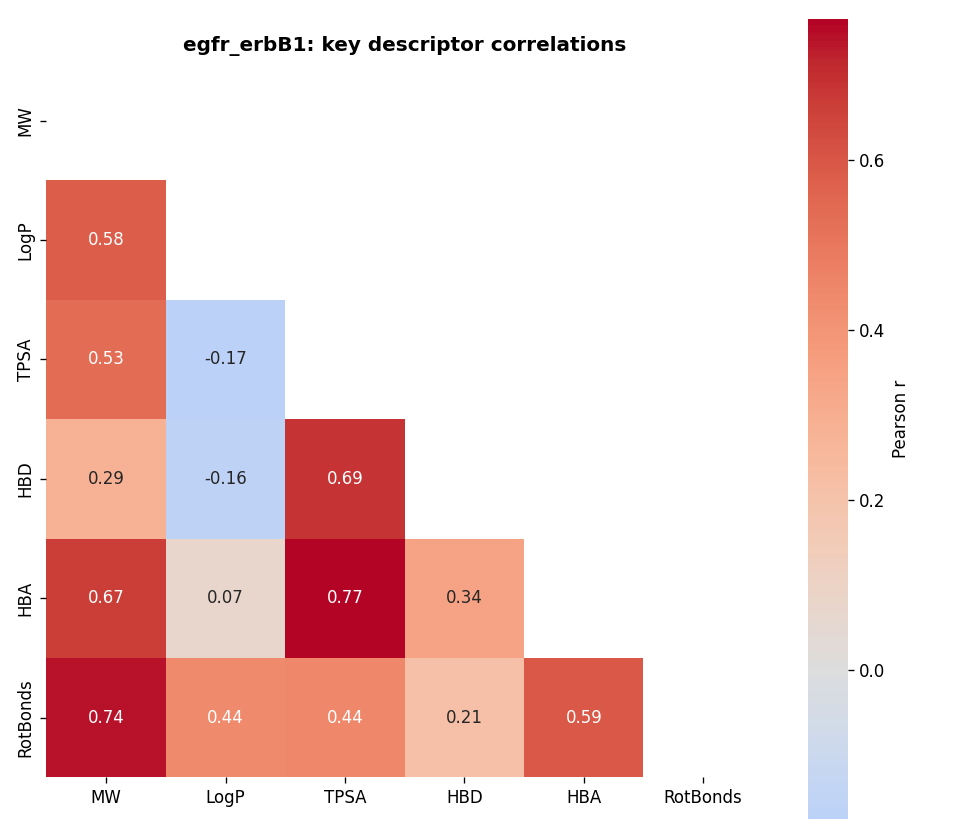 egfr_erbB1: key descriptor correlations
MW
LogP
0.58
TPSA
0.53
-0.17
HBD
0.29
-0.16
0.69
HBA
0.67
0.07
0.77
0.34
RotBonds
0.74
0.44
0.44
0.21
0.59
MW
LogP
TPSA
HBD
HBA
RotBonds
0.6
0.4
0.2
0.0
Pearson r